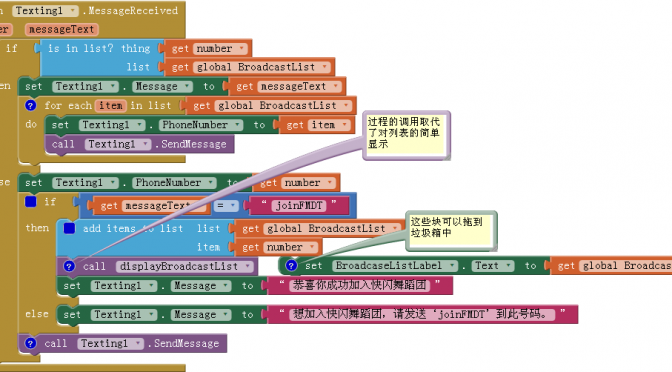 Texting1 .MessageReceived
messageText
if is in list? thing get number
list get global BroadcastList
set Texting1 . Message to get messageText
for each item in list get global BroadcastList
do set Texting1 . PhoneNumber to get item
call Texting1 .SendMessage
过程的调用取代
了对列表的简单
显示
set Texting1 . PhoneNumber to get number
if get messageText = “ joinFMDT ”
then add items to list list get global BroadcastList
item get number
这些块可以拖到
垃圾箱中
? call displayBroadcastList
? set BroadcaseListLabel . Text to get global
set Texting1 . Message to “ 恭喜你成功加入快闪舞蹈团 ”
else set Texting1 . Message to “ 想加入快闪舞蹈团，请发送‘joinFMDT’到此号码。 ”
? call Texting1 .SendMessage